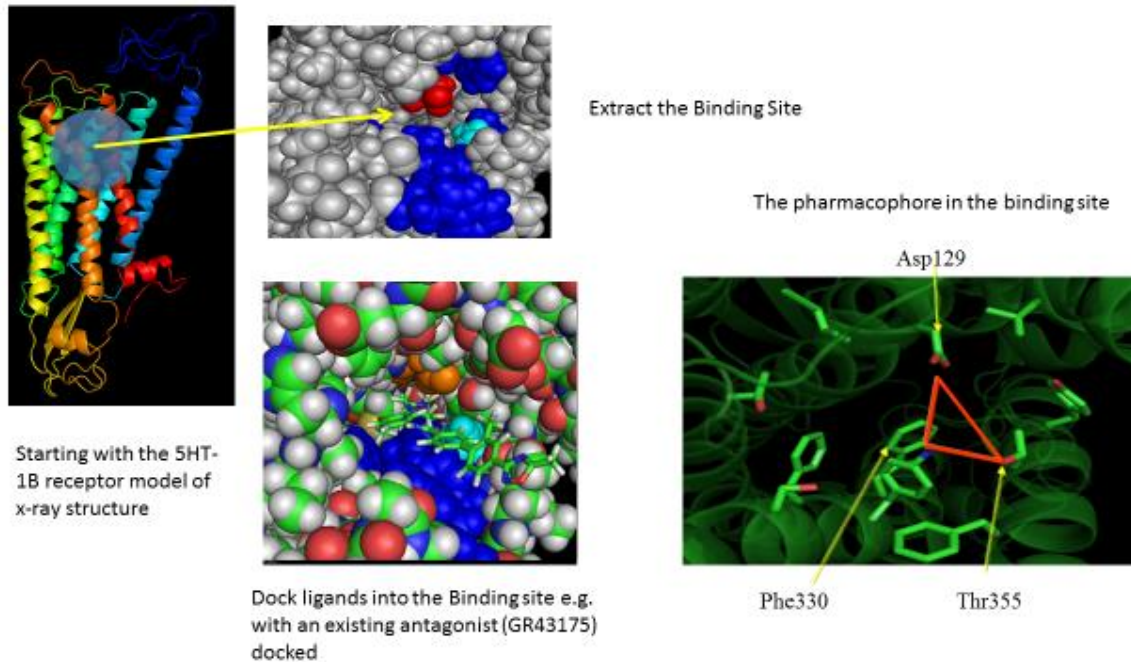 Extract the Binding Site
The pharmacophore in the binding site
Asp129
Starting with the 5HT-
1B receptor model of
x-ray structure
Phe330
Thr355
Dock ligands into the Binding site e.g.
with an existing antagonist (GR43175)
docked